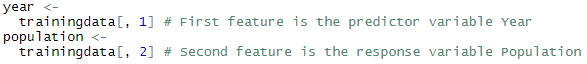 year <-
  trainingdata[, 1] # First feature is the predictor variable Year
population <-
  trainingdata[, 2] # Second feature is the response variable Population